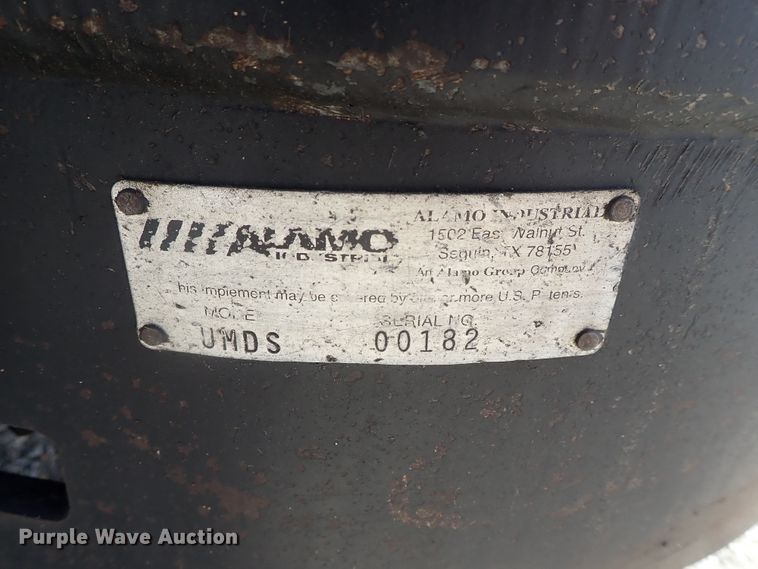 ALAMO INDUSTRIAL
ALAMO 1502 East Walnut St.
INDUSTRIAL Seguin, TX 78155
An Alamo Group Company
This implement may be covered by one or more U.S. Patents.
MODEL SERIAL NO.
UMDS 00182
Purple Wave Auction